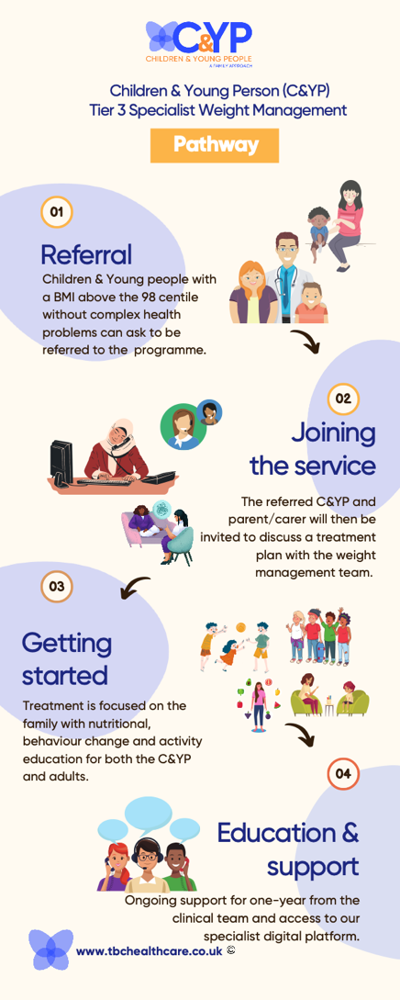 C&YP
CHILDREN & YOUNG PEOPLE
A FAMILY APPROACH
Children & Young Person (C&YP)
Tier 3 Specialist Weight Management
Pathway
01
Referral
Children & Young people with
a BMI above the 98 centile
without complex health
problems can ask to be
referred to the programme.
02
Joining
the service
The referred C&YP and
parent/carer will then be
invited to discuss a treatment
plan with the weight
management team.
03
Getting
started
Treatment is focused on the
family with nutritional,
behaviour change and activity
education for both the C&YP
and adults.
04
Education &
support
Ongoing support for one-year from the
clinical team and access to our
specialist digital platform.
www.tbchealthcare.co.uk ©